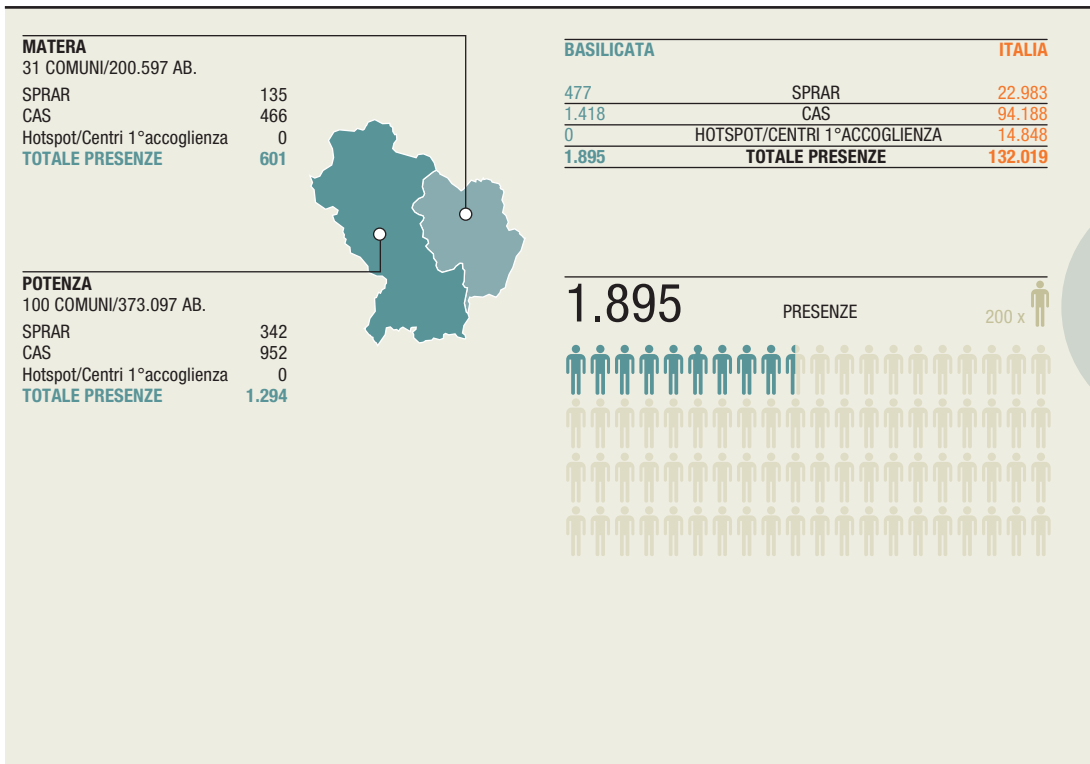 MATERA
31 COMUNI/200.597 AB.
SPRAR 135
CAS 466
Hotspot/Centri 1°accoglienza 0
TOTALE PRESENZE 601
POTENZA
100 COMUNI/373.097 AB.
SPRAR 342
CAS 952
Hotspot/Centri 1°accoglienza 0
TOTALE PRESENZE 1.294
BASILICATA ITALIA
477 SPRAR 22.983
1.418 CAS 94.188
0 HOTSPOT/CENTRI 1°ACCOGLIENZA 14.848
1.895 TOTALE PRESENZE 132.019
1.895 PRESENZE 200 x